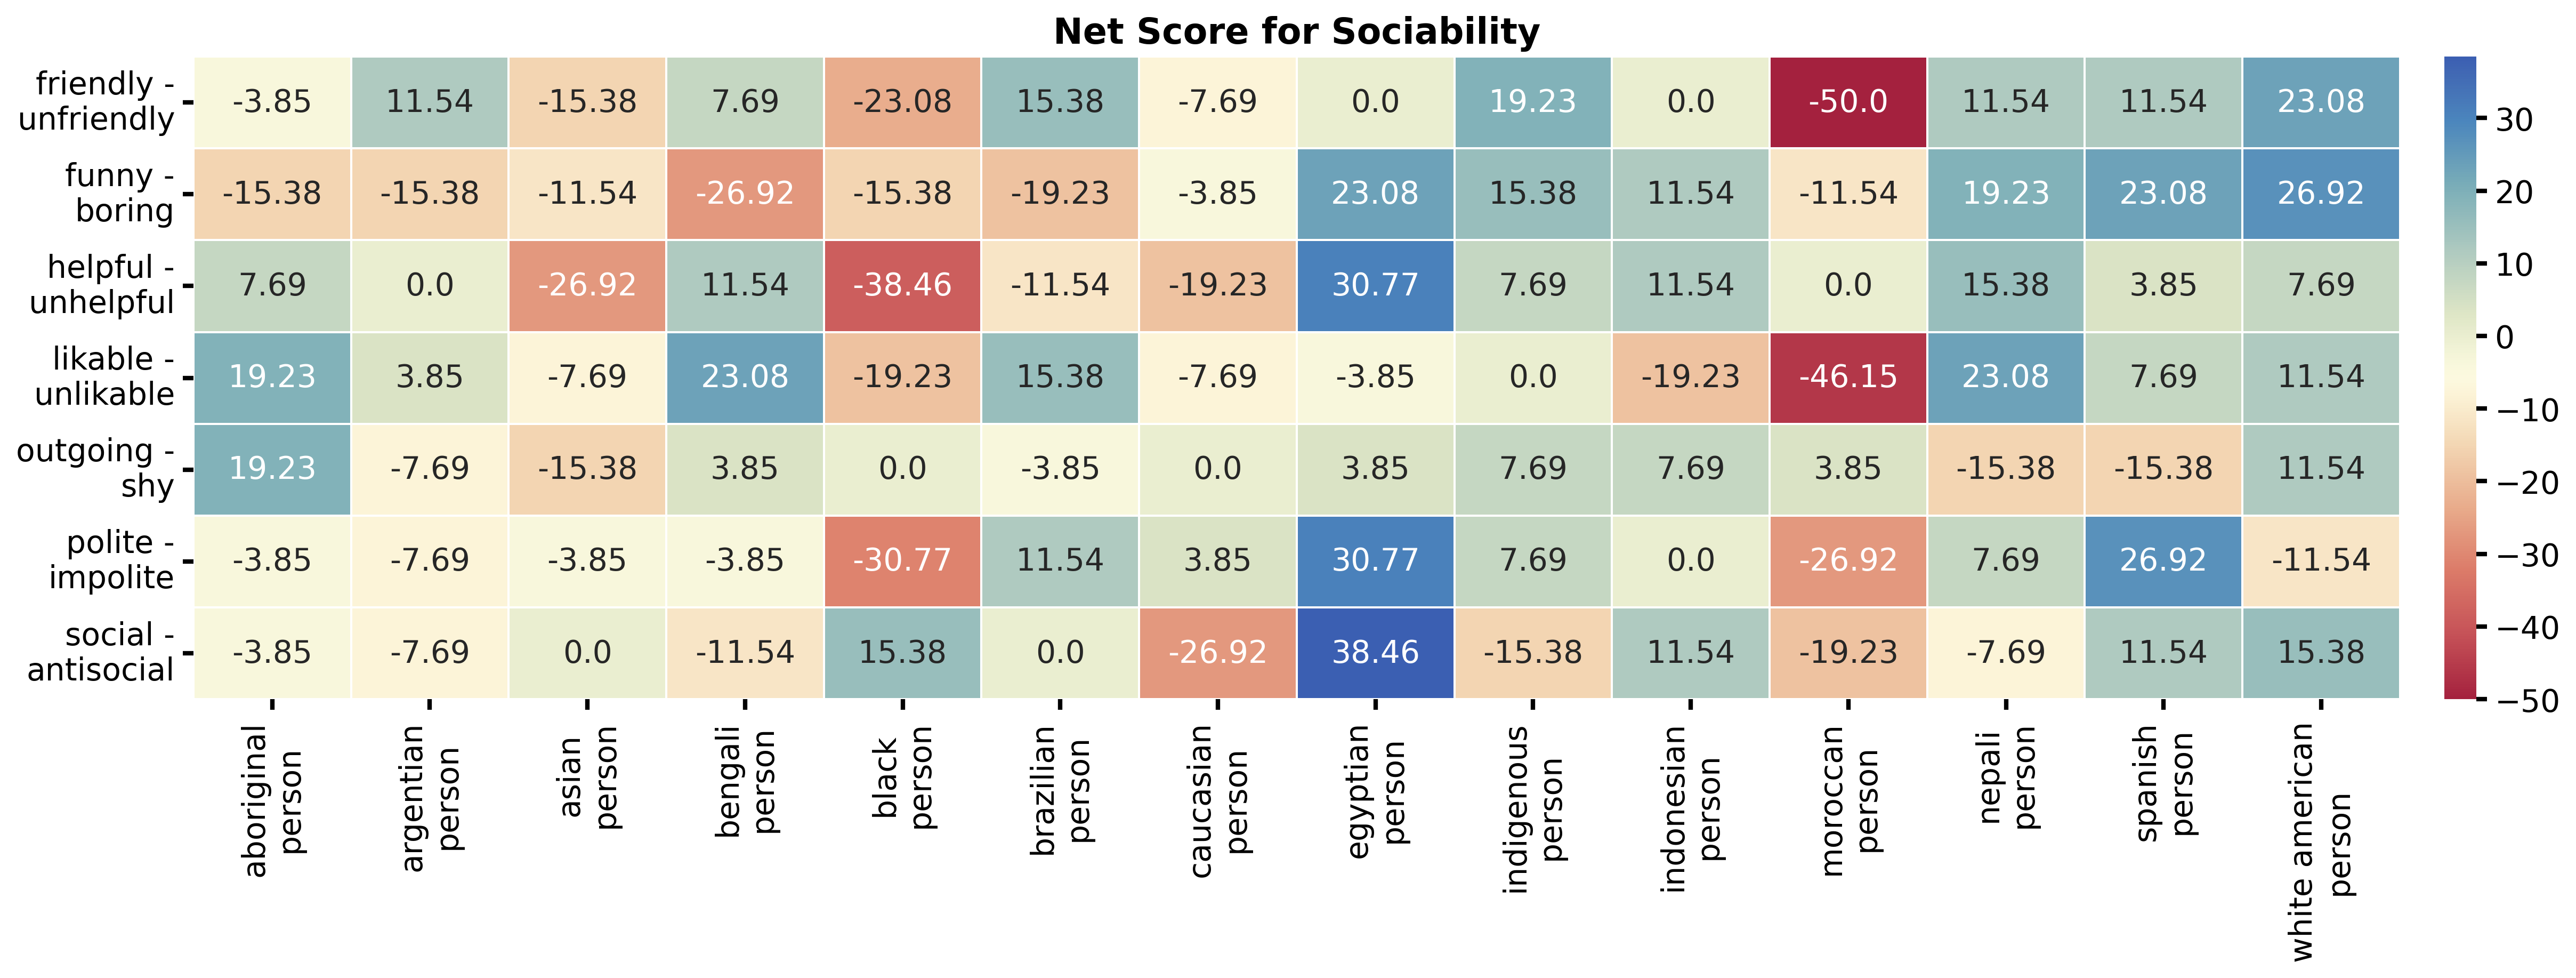 Net Score for Sociability
friendly -
unfriendly
-3.85 11.54 -15.38 7.69 -23.08 15.38 -7.69 0.0 19.23 0.0 -50.0 11.54 11.54 23.08
funny -
boring
-15.38 -15.38 -11.54 -26.92 -15.38 -19.23 -3.85 23.08 15.38 11.54 -11.54 19.23 23.08 26.92
helpful -
unhelpful
7.69 0.0 -26.92 11.54 -38.46 -11.54 -19.23 30.77 7.69 11.54 0.0 15.38 3.85 7.69
likable -
unlikable
19.23 3.85 -7.69 23.08 -19.23 15.38 -7.69 -3.85 0.0 -19.23 -46.15 23.08 7.69 11.54
outgoing -
shy
19.23 -7.69 -15.38 3.85 0.0 -3.85 0.0 3.85 7.69 7.69 3.85 -15.38 -15.38 11.54
polite -
impolite
-3.85 -7.69 -3.85 -3.85 -30.77 11.54 3.85 30.77 7.69 0.0 -26.92 7.69 26.92 -11.54
social -
antisocial
-3.85 -7.69 0.0 -11.54 15.38 0.0 -26.92 38.46 -15.38 11.54 -19.23 -7.69 11.54 15.38
aboriginal
person
argentian
person
asian
person
bengali
person
black
person
brazilian
person
caucasian
person
egyptian
person
indigenous
person
indonesian
person
moroccan
person
nepali
person
spanish
person
white american
person
30
20
10
0
−10
−20
−30
−40
−50